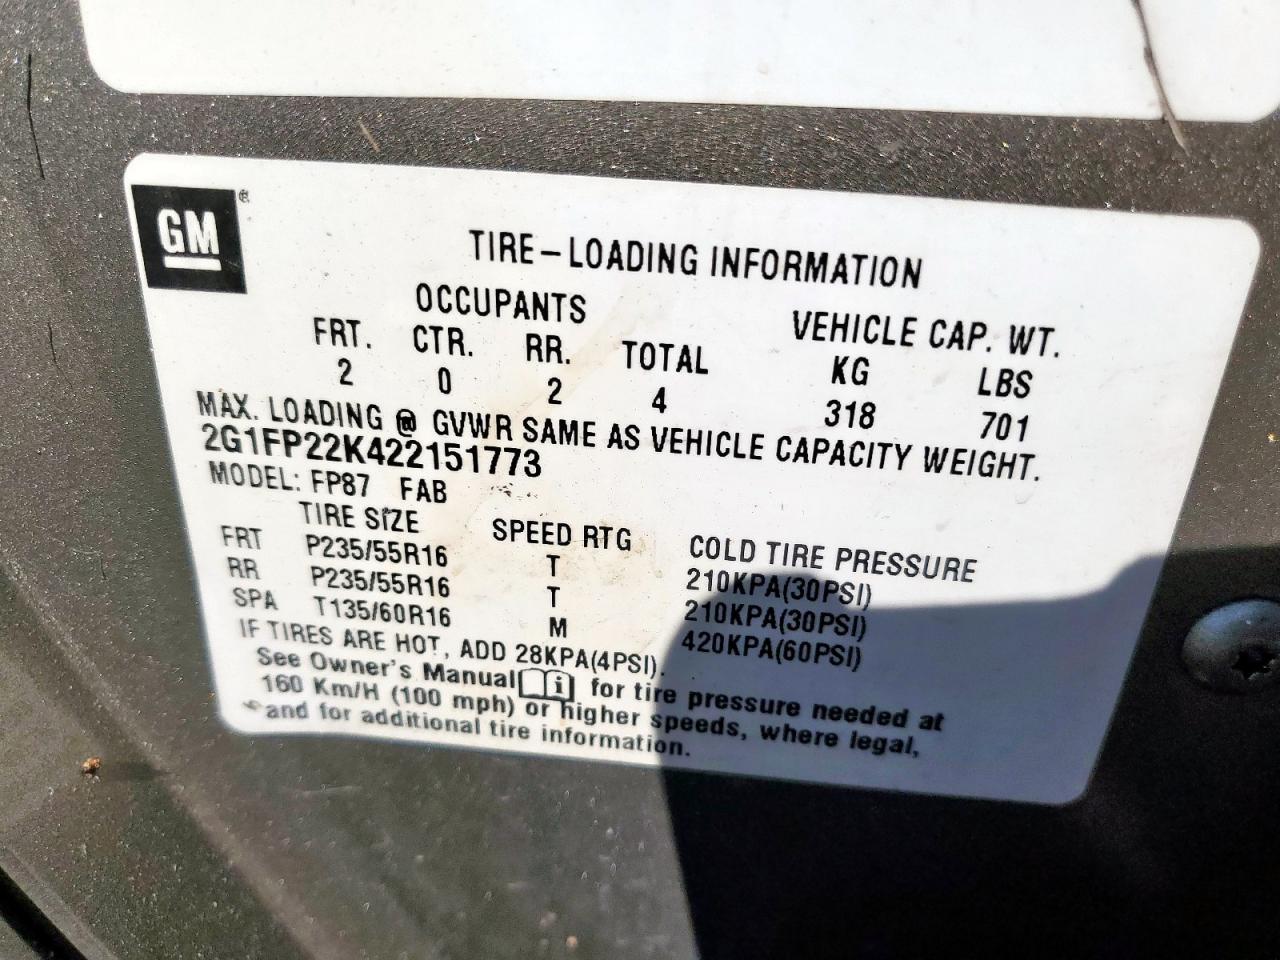 GM ®
TIRE-LOADING INFORMATION
OCCUPANTS VEHICLE CAP. WT.
FRT. CTR. RR. TOTAL KG LBS
2 0 2 4 318 701
MAX. LOADING @ GVWR SAME AS VEHICLE CAPACITY WEIGHT.
2G1FP22K422151773
MODEL: FP87 FAB
TIRE SIZE SPEED RTG COLD TIRE PRESSURE
FRT P235/55R16 T 210KPA(30PSI)
RR P235/55R16 T 210KPA(30PSI)
SPA T135/60R16 M 420KPA(60PSI)
IF TIRES ARE HOT, ADD 28KPA(4PSI).
See Owner's Manual i for tire pressure needed at
160 Km/H (100 mph) or higher speeds, where legal,
and for additional tire information.